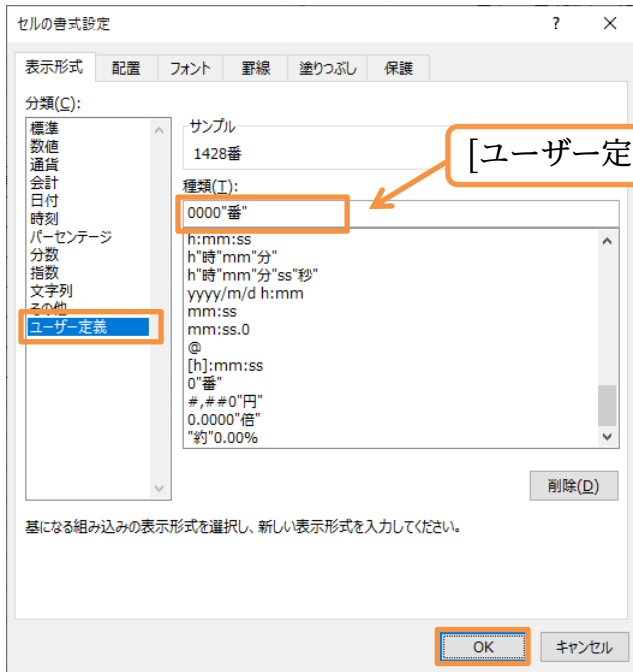 セルの書式設定
? ×
表示形式 配置 フォント 罫線 塗りつぶし 保護
分類(C):
標準
数値
通貨
会計
日付
時刻
パーセンテージ
分数
指数
文字列
その他
ユーザー定義
サンプル
1428番
[ユーザー定
種類(T):
0000"番"
h:mm:ss
h"時"mm"分"
h"時"mm"分"ss"秒"
yyyy/m/d h:mm
mm:ss
mm:ss.0
@
[h]:mm:ss
0"番"
#,##0"円"
0.0000"倍"
"約"0.00%
削除(D)
基になる組み込みの表示形式を選択し、新しい表示形式を入力してください。
OK キャンセル